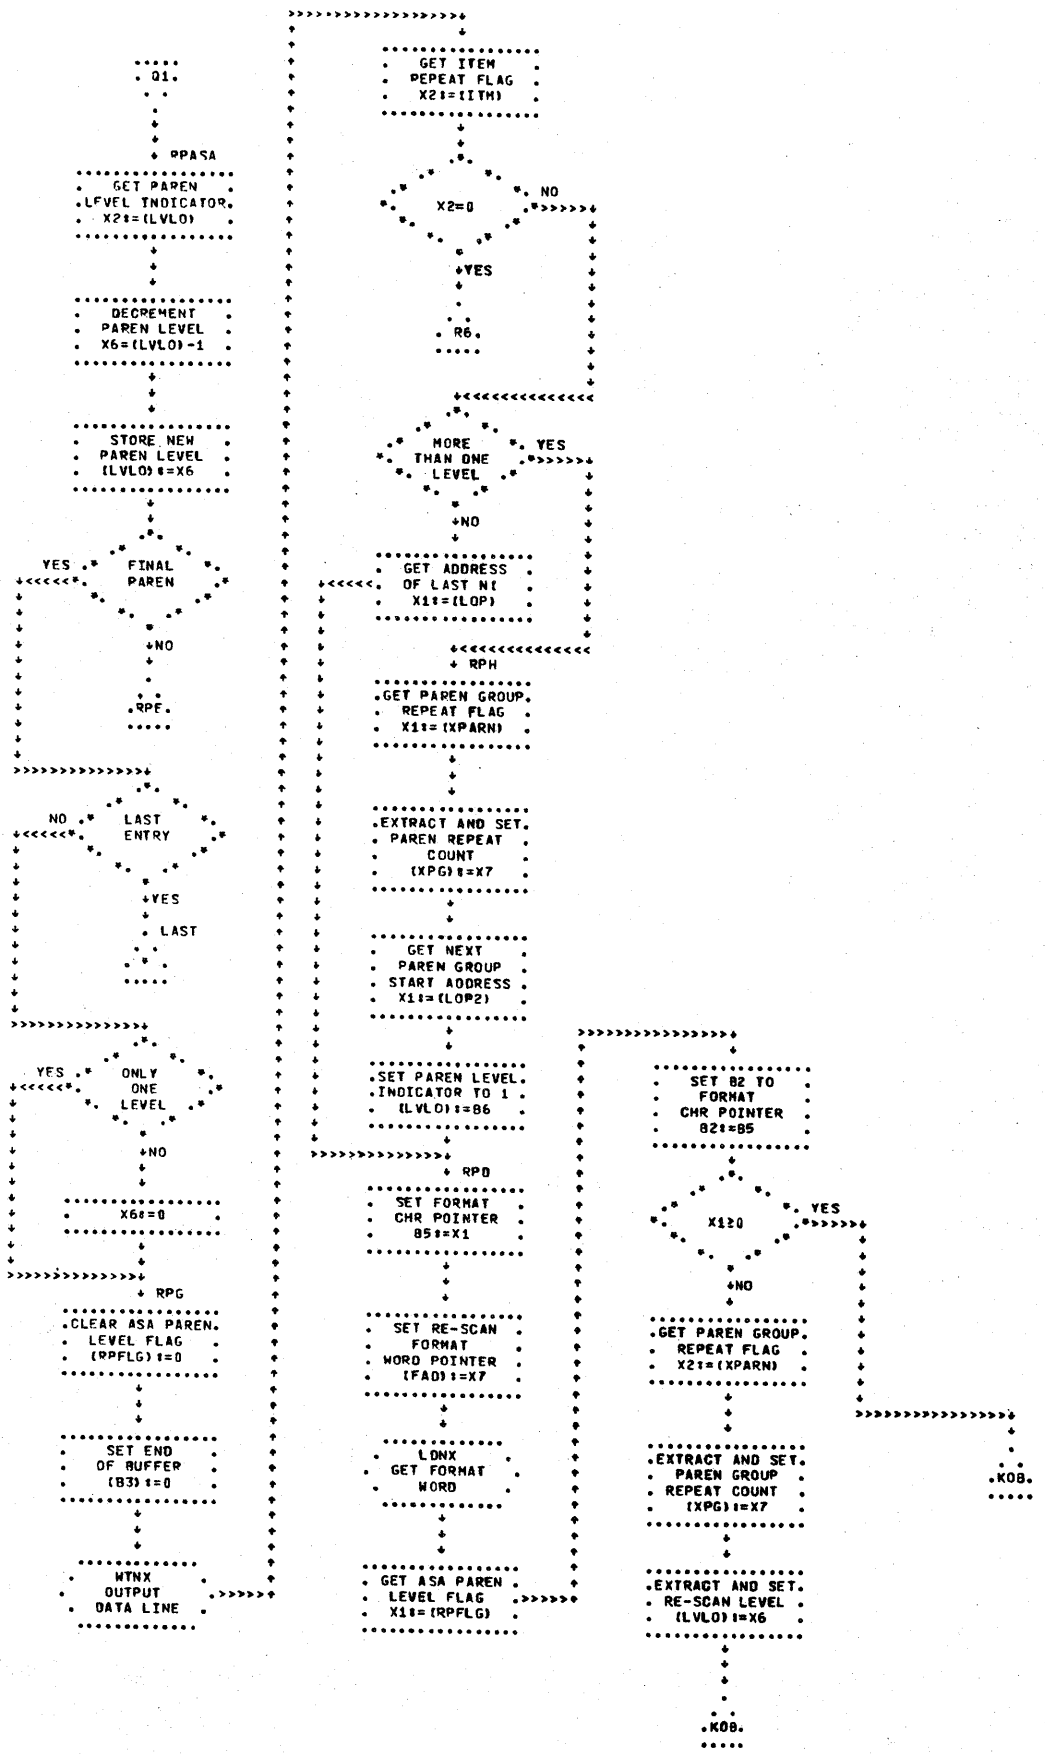 Q1.
RPASA
GET PAREN
LEVEL INDICATOR
X2:=(LVLO)
DECREMENT
PAREN LEVEL
X6=(LVLO)-1
STORE NEW
PAREN LEVEL
(LVLO):=X6
YES
FINAL
PAREN
NO
RPE.
NO
LAST
ENTRY
YES
LAST
YES
ONLY
ONE
LEVEL
NO
X6:=0
RPG
CLEAR ASA PAREN
LEVEL FLAG
(RPFLG):=0
SET END
OF BUFFER
(B3):=0
WTNX
OUTPUT
DATA LINE
GET ITEM
REPEAT FLAG
X2:=(ITM)
X2=0
NO
YES
R6.
MORE
THAN ONE
LEVEL
YES
NO
GET ADDRESS
OF LAST N(
X1:=(LOP)
RPH
GET PAREN GROUP
REPEAT FLAG
X1:=(XPARN)
EXTRACT AND SET
PAREN REPEAT
COUNT
(XPG):=X7
GET NEXT
PAREN GROUP
START ADDRESS
X1:=(LOP2)
SET PAREN LEVEL
INDICATOR TO 1
(LVLO):=B6
RPD
SET FORMAT
CHR POINTER
B5:=X1
SET RE-SCAN
FORMAT
WORD POINTER
(FAD):=X7
LDNX
GET FORMAT
WORD
GET ASA PAREN
LEVEL FLAG
X1:=(RPFLG)
SET B2 TO
FORMAT
CHR POINTER
B2:=B5
X1≥0
YES
NO
GET PAREN GROUP
REPEAT FLAG
X2:=(XPARN)
EXTRACT AND SET
PAREN GROUP
REPEAT COUNT
(XPG):=X7
EXTRACT AND SET
RE-SCAN LEVEL
(LVLO):=X6
KOB.
KOB.